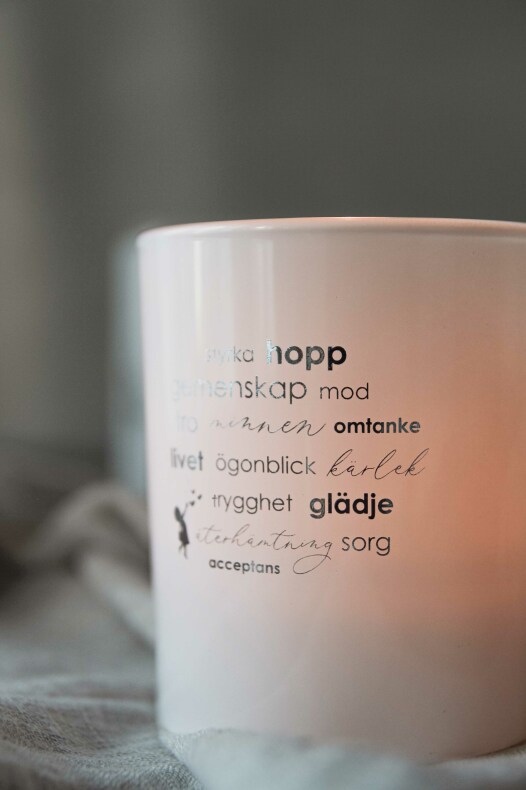 styrka hopp
gemenskap mod
tro minnen omtanke
livet ögonblick kärlek
trygghet glädje
återhämtning sorg
acceptans